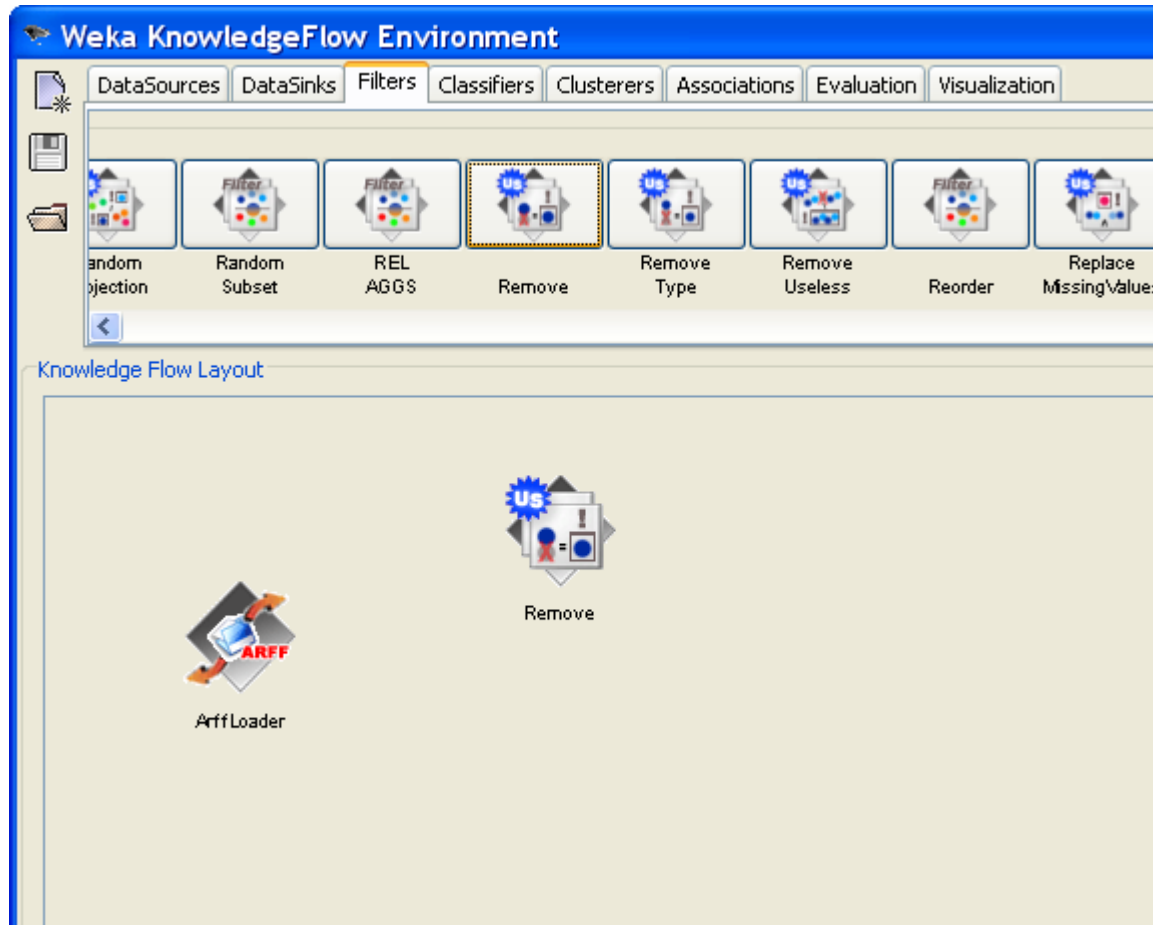 Weka KnowledgeFlow Environment
DataSources DataSinks Filters Classifiers Clusterers Associations Evaluation Visualization
Filter Filter Filter
Us Us Us Us
andom Random REL Remove Remove Replace
ojection Subset AGGS Remove Type Useless Reorder MissingValues
Knowledge Flow Layout
Us
Remove
ARFF
ArffLoader